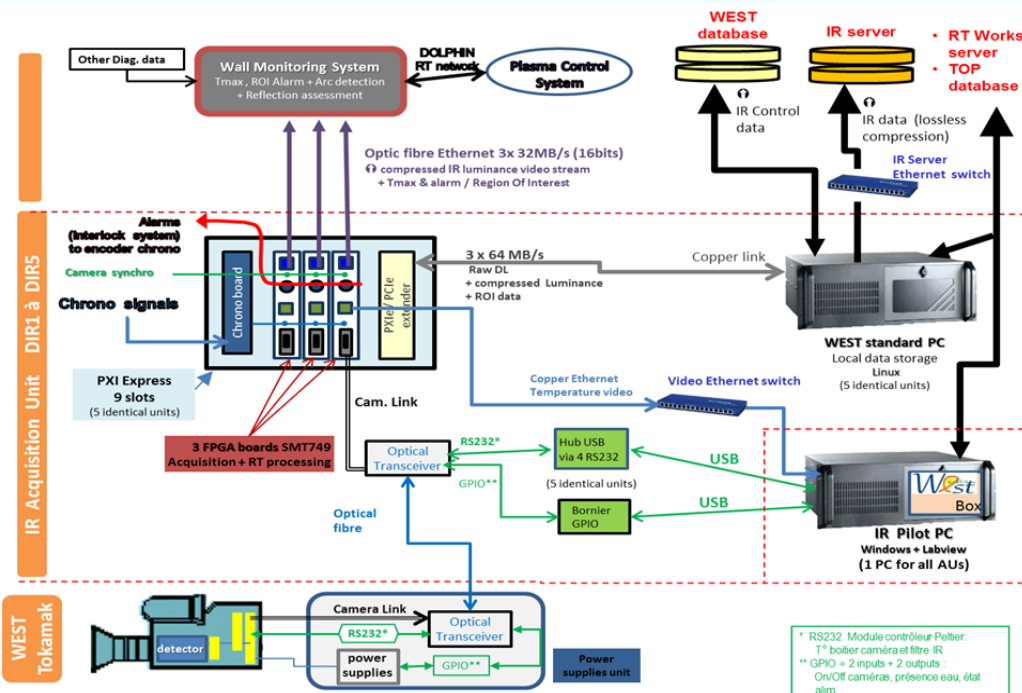 WEST
database
IR server
• RT Works
server
• TOP
database
Other Diag. data
Wall Monitoring System
Tmax , ROI Alarm + Arc detection
+ Reflection assessment
DOLPHIN
RT network
Plasma Control
System
IR Control
data
IR data (lossless
compression)
IR Server
Ethernet switch
Optic fibre Ethernet 3x 32MB/s (16bits)
compressed IR luminance video stream
+ Tmax & alarm / Region Of Interest
IR Acquisition Unit DIR1 à DIR5
Alarms
(Interlock system)
to encoder chrono
Camera synchro
Chrono signals
Chrono board
PXIe/ PCIe
extender
3 x 64 MB/s
Raw DL
+ compressed Luminance
+ ROI data
Copper link
WEST standard PC
Local data storage
Linux
(5 identical units)
PXI Express
9 slots
(5 identical units)
3 FPGA boards SMT749
Acquisition + RT processing
Cam. Link
Copper Ethernet
Temperature video
Video Ethernet switch
Optical
Transceiver
RS232*
GPIO**
Hub USB
via 4 RS232
(5 identical units)
Bornier
GPIO
USB
USB
West
Box
IR Pilot PC
Windows + Labview
(1 PC for all AUs)
Optical
fibre
WEST
Tokamak
detector
Camera Link
RS232*
Optical
Transceiver
power
supplies
GPIO**
Power
supplies unit
* RS232 Module contrôleur Peltier:
T° boitier caméra et filtre IR
** GPIO = 2 inputs + 2 outputs :
On/Off caméras, présence eau, état
alim